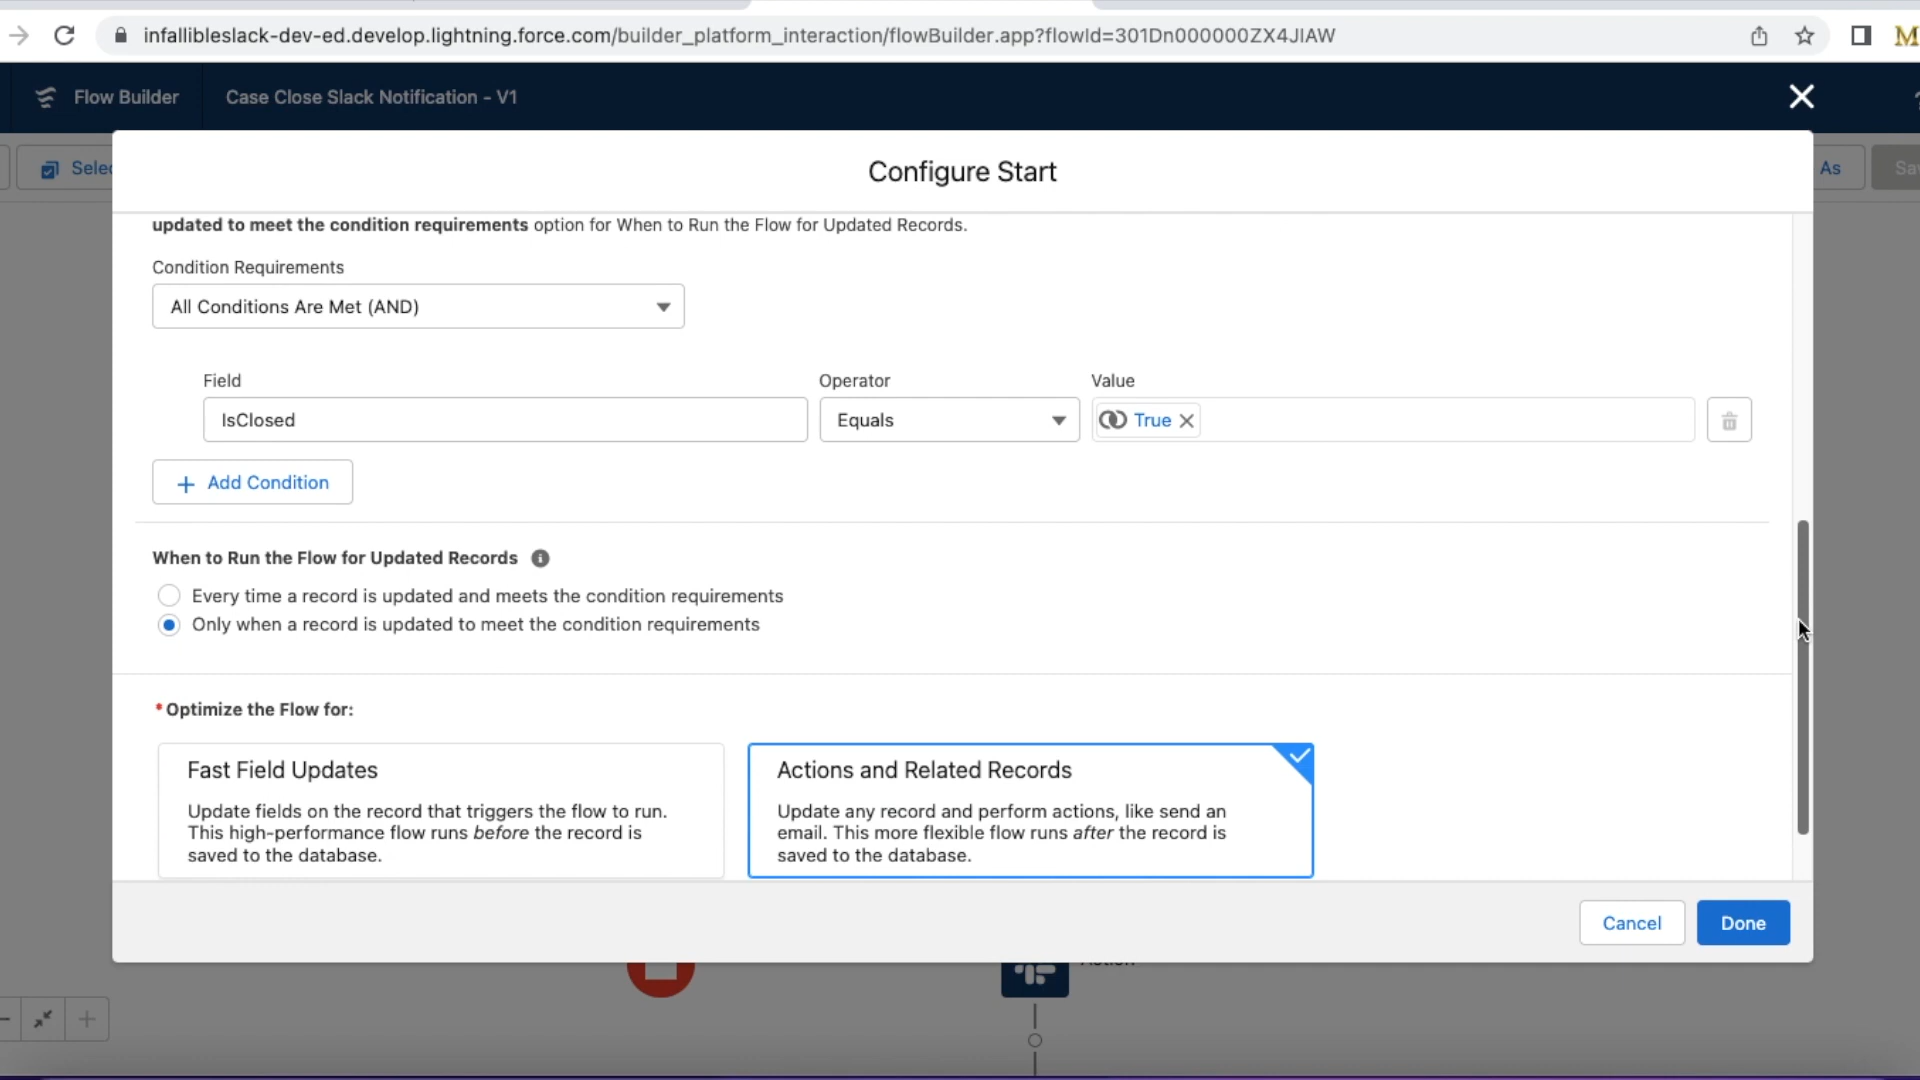 infallibleslack-dev-ed.develop.lightning.force.com/builder_platform_interaction/flowBuilder.app?flowId=301Dn000000ZX4JIAW
Flow Builder
Case Close Slack Notification - V1
As
Configure Start
updated to meet the condition requirements option for When to Run the Flow for Updated Records.
Condition Requirements
All Conditions Are Met (AND)
Field
Operator
Value
IsClosed
Equals
True
+ Add Condition
When to Run the Flow for Updated Records
Every time a record is updated and meets the condition requirements
Only when a record is updated to meet the condition requirements
* Optimize the Flow for:
Fast Field Updates
Update fields on the record that triggers the flow to run.
This high-performance flow runs before the record is
saved to the database.
Actions and Related Records
Update any record and perform actions, like send an
email. This more flexible flow runs after the record is
saved to the database.
Cancel
Done